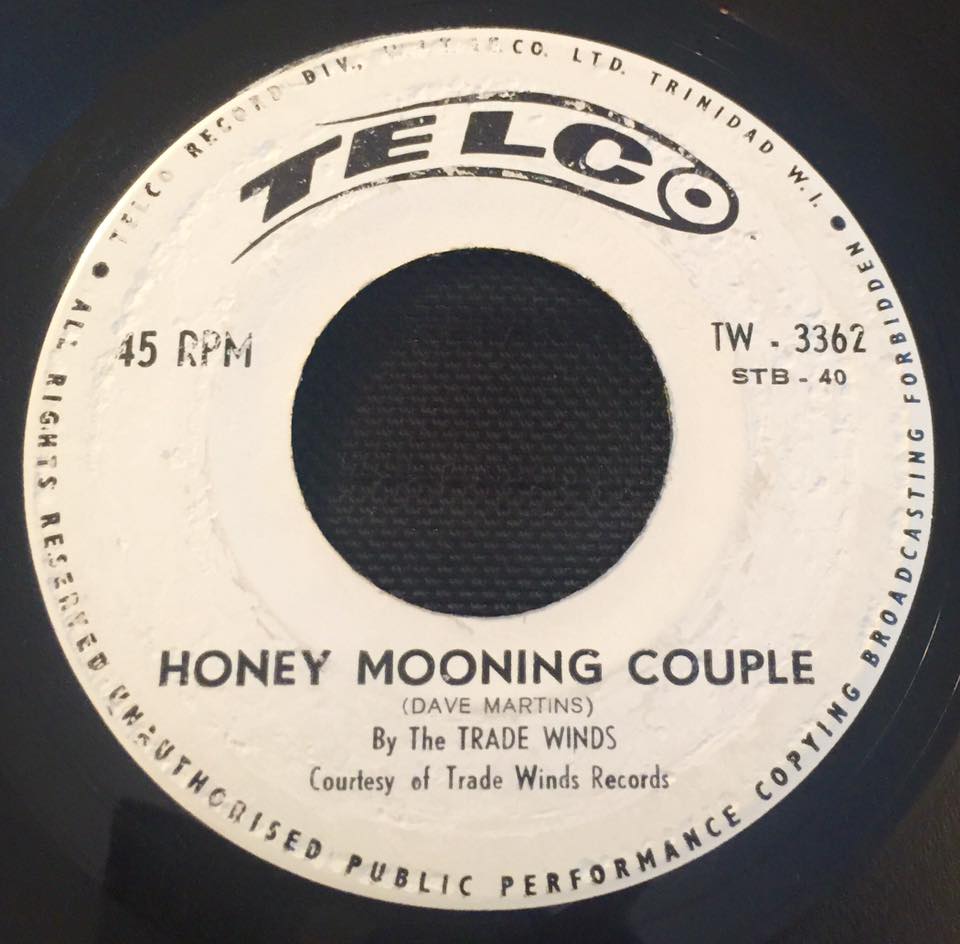 TELCO RECORD DIV., CO. LTD. TRINIDAD W.I.
TELCO
45 RPM
TW - 3362
STB - 40
HONEY MOONING COUPLE
(DAVE MARTINS)
By The TRADE WINDS
Courtesy of Trade Winds Records
ALL RIGHTS RESERVED UNAUTHORISED PUBLIC PERFORMANCE COPYING BROADCASTING FORBIDDEN